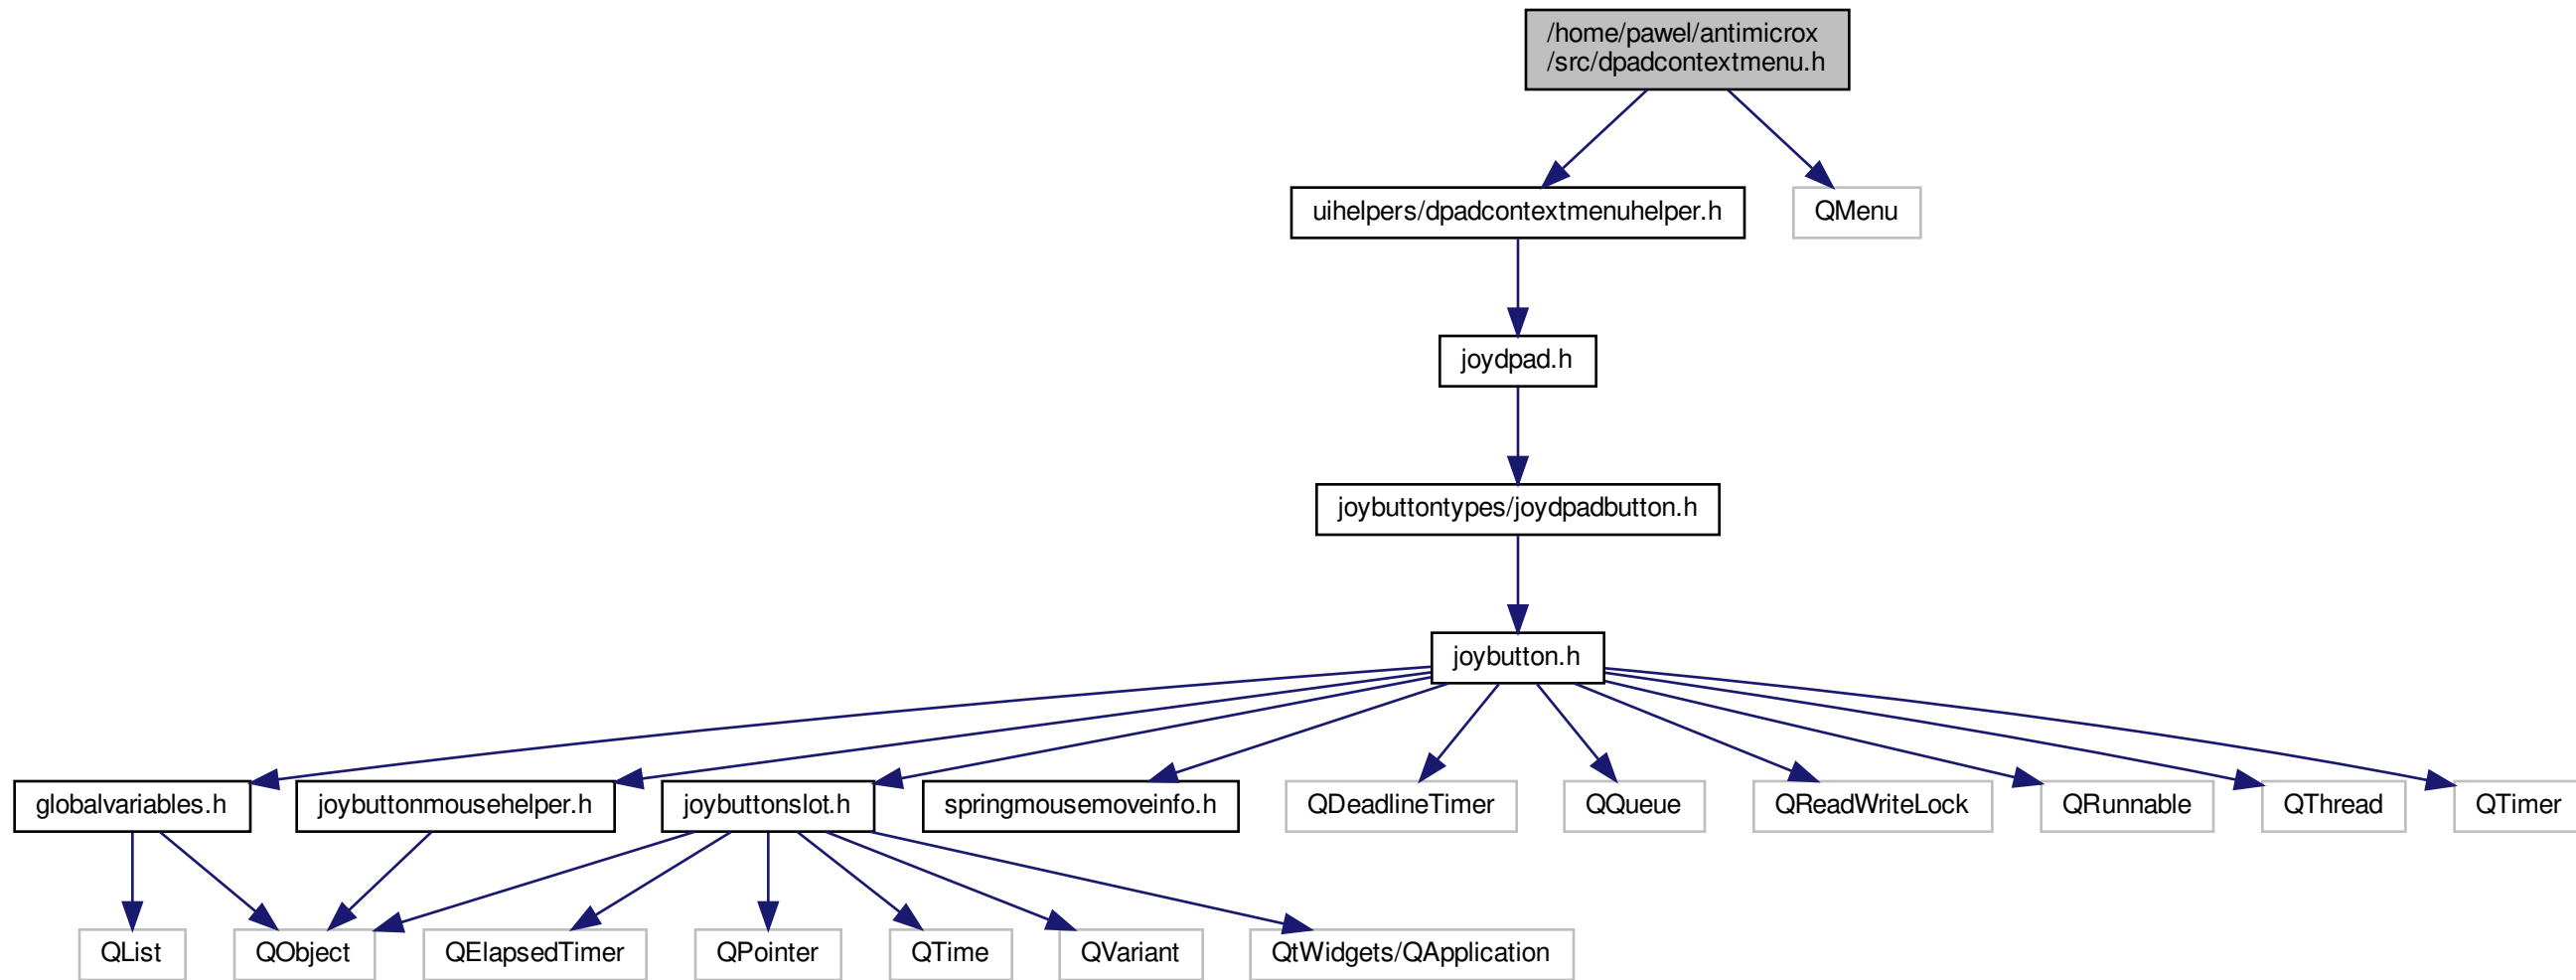 /home/pawel/antimicrox
/src/dpadcontextmenu.h
uihelpers/dpadcontextmenuhelper.h
QMenu
joydpad.h
joybuttontypes/joydpadbutton.h
joybutton.h
globalvariables.h
joybuttonmousehelper.h
joybuttonslot.h
springmousemoveinfo.h
QDeadlineTimer
QQueue
QReadWriteLock
QRunnable
QThread
QTimer
QList
QObject
QElapsedTimer
QPointer
QTime
QVariant
QtWidgets/QApplication